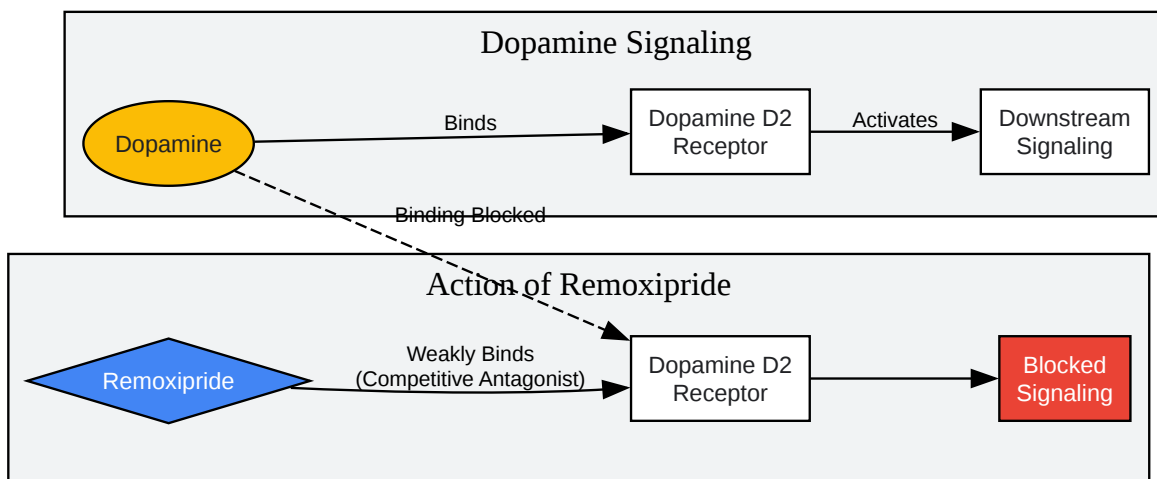 Dopamine Signaling
Dopamine
Binds
Dopamine D2
Receptor
Activates
Downstream
Signaling
Binding Blocked
Action of Remoxipride
Remoxipride
Weakly Binds
(Competitive Antagonist)
Dopamine D2
Receptor
Blocked
Signaling